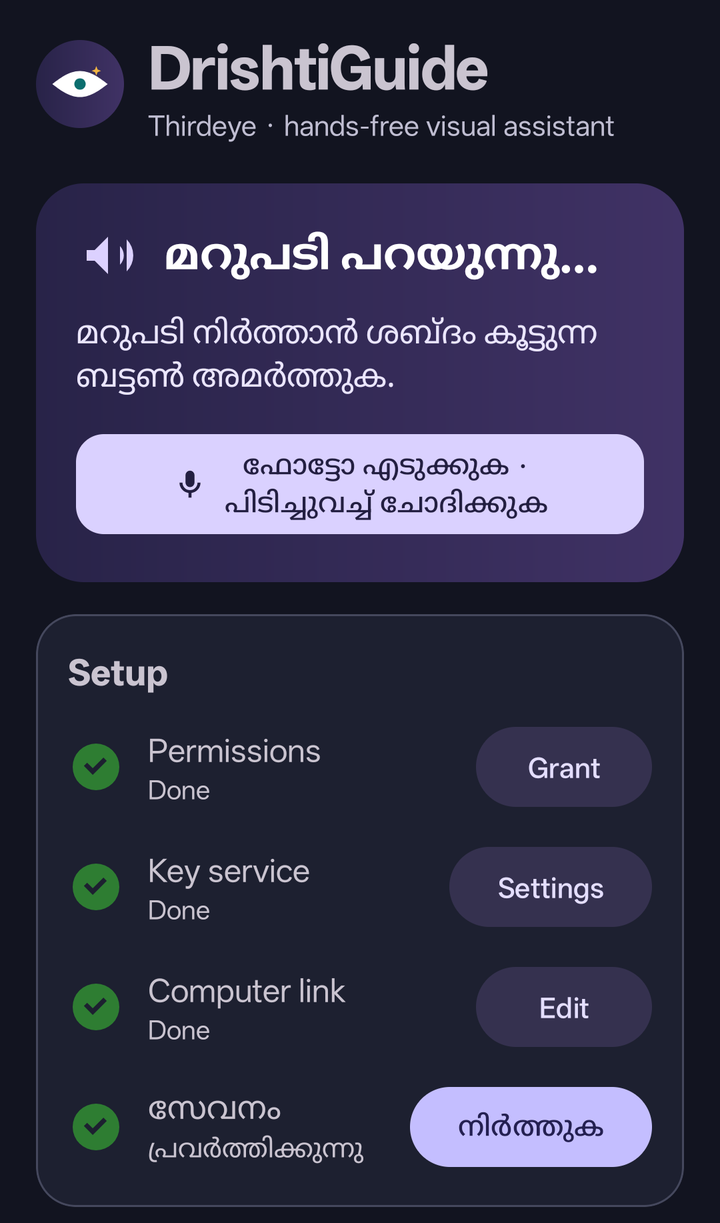 DrishtiGuide
Thirdeye · hands-free visual assistant
മറുപടി പറയുന്നു...
മറുപടി നിർത്താൻ ശബ്ദം കൂട്ടുന്ന
ബട്ടൺ അമർത്തുക.
ഫോട്ടോ എടുക്കുക ·
പിടിച്ചുവച്ച് ചോദിക്കുക
Setup
Permissions
Done
Grant
Key service
Done
Settings
Computer link
Done
Edit
സേവനം
പ്രവർത്തിക്കുന്നു
നിർത്തുക